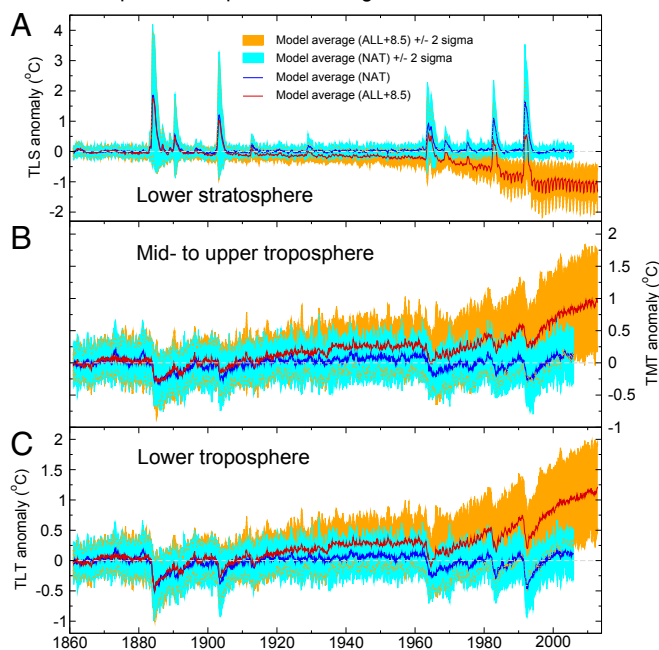 A
Model average (ALL+8.5) +/- 2 sigma
Model average (NAT) +/- 2 sigma
Model average (NAT)
Model average (ALL+8.5)
TLS anomaly (°C)
4
3
2
1
0
-1
-2
Lower stratosphere
B
Mid- to upper troposphere
TMT anomaly (°C)
2
1.5
1
0.5
0
-0.5
-1
C
Lower troposphere
TLT anomaly (°C)
2
1.5
1
0.5
0
-0.5
-1
1860 1880 1900 1920 1940 1960 1980 2000